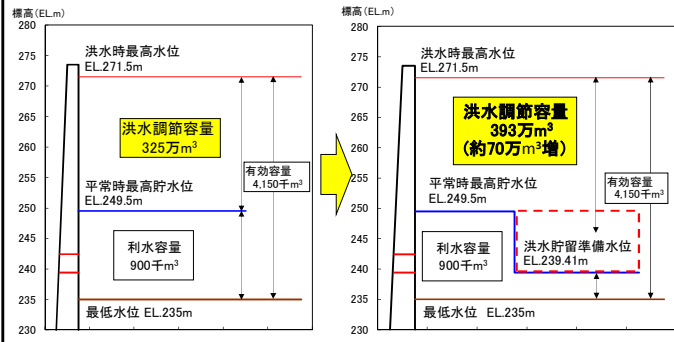 標高(EL.m)
280
275
270
265
260
255
250
245
240
235
230
洪水時最高水位
EL.271.5m
洪水調節容量
325万m³
有効容量
4,150千m³
平常時最高貯水位
EL.249.5m
利水容量
900千m³
最低水位 EL.235m
標高(EL.m)
280
275
270
265
260
255
250
245
240
235
230
洪水時最高水位
EL.271.5m
洪水調節容量
393万m³
(約70万m³増)
有効容量
4,150千m³
平常時最高貯水位
EL.249.5m
利水容量
900千m³
洪水貯留準備水位
EL.239.41m
最低水位 EL.235m